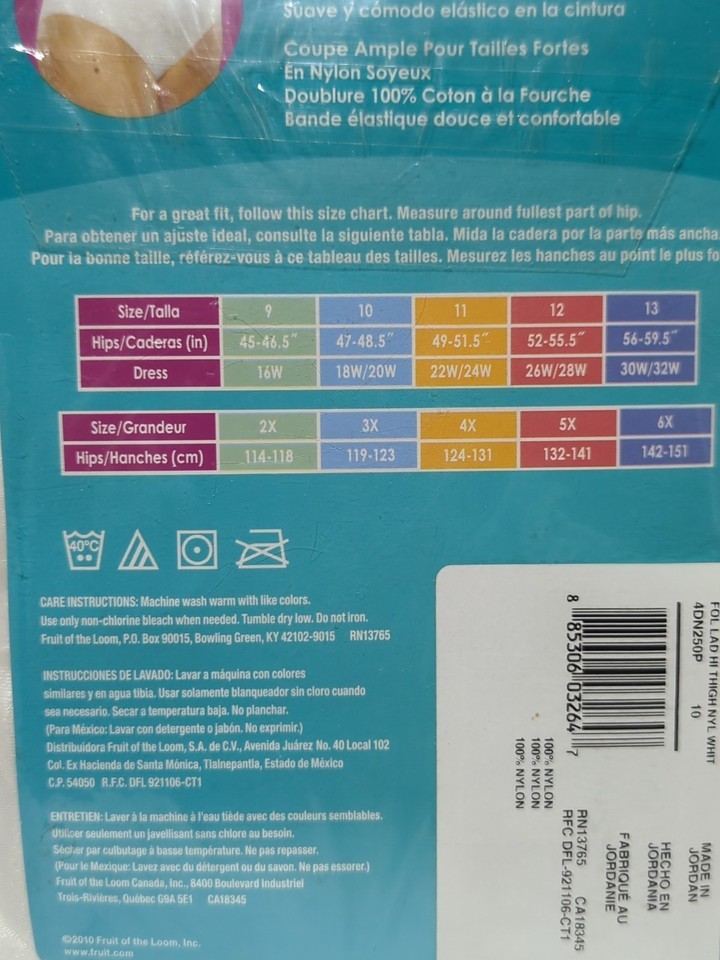 Suave y cómodo elástico en la cintura
Coupe Ample Pour Tailles Fortes
En Nylon Soyeux
Doublure 100% Coton à la Fourche
Bande élastique douce et confortable
For a great fit, follow this size chart. Measure around fullest part of hip.
Para obtener un ajuste ideal, consulte la siguiente tabla. Mida la cadera por la parte más ancha.
Pour la bonne taille, référez-vous à ce tableau des tailles. Mesurez les hanches au point le plus fo
Size/Talla 9 10 11 12 13
Hips/Caderas (in) 45-46.5" 47-48.5" 49-51.5" 52-55.5" 56-59.5"
Dress 16W 18W/20W 22W/24W 26W/28W 30W/32W
Size/Grandeur 2X 3X 4X 5X 6X
Hips/Hanches (cm) 114-118 119-123 124-131 132-141 142-151
40°C
CARE INSTRUCTIONS: Machine wash warm with like colors.
Use only non-chlorine bleach when needed. Tumble dry low. Do not iron.
Fruit of the Loom, P.O. Box 90015, Bowling Green, KY 42102-9015 RN13765
INSTRUCCIONES DE LAVADO: Lavar a máquina con colores
similares y en agua tibia. Usar solamente blanqueador sin cloro cuando
sea necesario. Secar a temperatura baja. No planchar.
(Para México: Lavar con detergente o jabón. No exprimir.)
Distribuidora Fruit of the Loom, S.A. de C.V., Avenida Juárez No. 40 Local 102
Col. Ex Hacienda de Santa Mónica, Tlalnepantla, Estado de México
C.P. 54050 R.F.C. DFL 921106-CT1
ENTRETIEN: Laver à la machine à l'eau tiède avec des couleurs semblables.
Utiliser seulement un javellisant sans chlore au besoin.
Sécher par culbutage à basse température. Ne pas repasser.
(Pour le Mexique: Lavez avec du détergent ou du savon. Ne pas essorer.)
Fruit of the Loom Canada, Inc., 8400 Boulevard Industriel
Trois-Rivières, Québec G9A 5E1 CA18345
©2010 Fruit of the Loom, Inc.
www.fruit.com
FOL LAD HI THIGH NYL WHIT
4DN250P 10
8 85306 03264 7
100% NYLON
100% NYLON
100% NYLON
RN13765 CA18345
RFC DFL-921106-CT1
MADE IN
JORDAN
HECHO EN
JORDANIA
FABRIQUÉ AU
JORDANIE